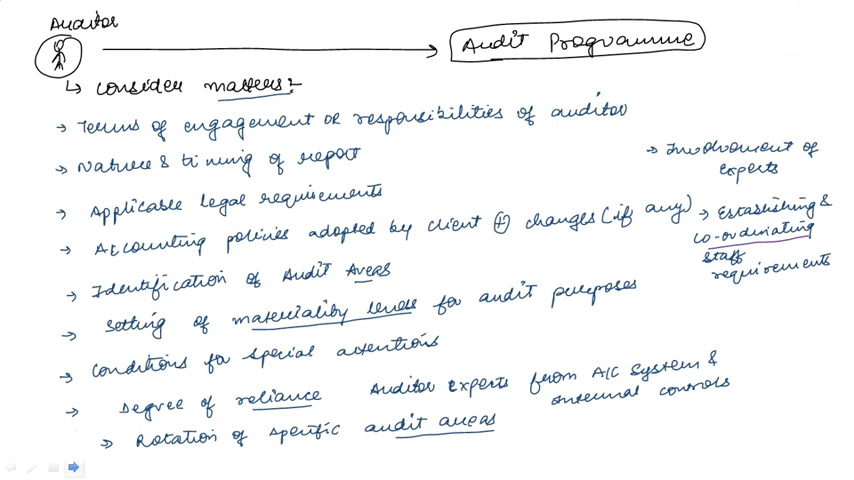 Auditor
Audit Programme
↳ Consider matters:-
→ Terms of engagement or responsibilities of auditor
→ Nature & timing of report
→ Applicable legal requirements
→ Accounting policies adopted by client ⊕ changes (if any)
→ Identification of Audit Areas
→ Setting of materiality levels for audit purposes
→ Conditions for special attentions
→ Degree of reliance Auditor experts from A/C System &
internal controls
→ Rotation of specific audit areas
→ Involvement of
experts
→ Establishing &
co-ordinating
staff
requirements